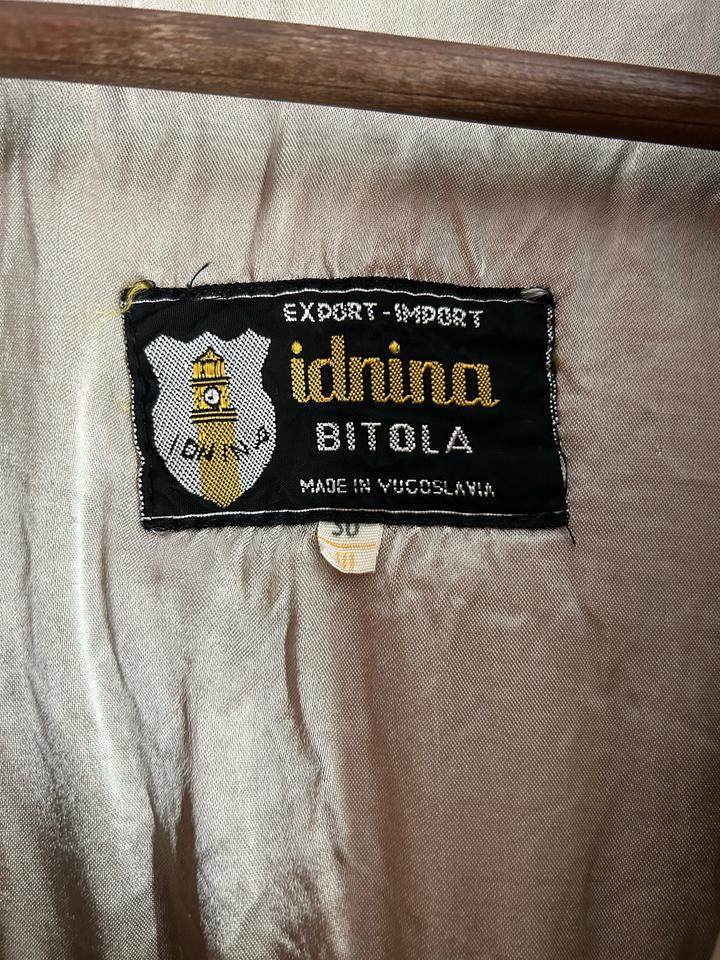 EXPORT-IMPORT
idnina
IDNINA
BITOLA
MADE IN YUGOSLAVIA